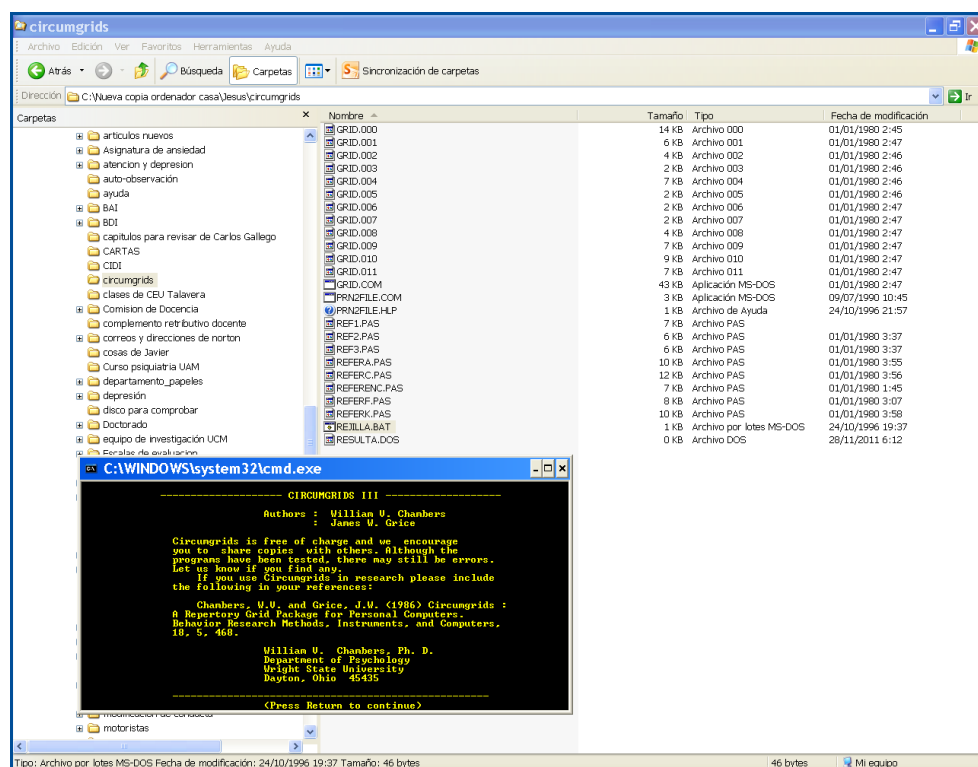 circumgrids
Archivo Edición Ver Favoritos Herramientas Ayuda
Atrás Búsqueda Carpetas Sincronización de carpetas
Dirección C:\Nueva copia ordenador casa\Jesus\circumgrids Ir
Carpetas x Nombre Tamaño Tipo Fecha de modificación
articulos nuevos
Asignatura de ansiedad
atencion y depresion
auto-observación
ayuda
BAI
BDI
capitulos para revisar de Carlos Gallego
CARTAS
CIDI
circumgrids
clases de CEU Talavera
Comision de Docencia
complemento retributivo docente
correos y direcciones de norton
cosas de Javier
Curso psiquiatria UAM
departamento_papeles
depresión
disco para comprobar
Doctorado
equipo de investigación UCM
Escalas de evaluacion
GRID.000 14 KB Archivo 000 01/01/1980 2:45
GRID.001 6 KB Archivo 001 01/01/1980 2:47
GRID.002 4 KB Archivo 002 01/01/1980 2:46
GRID.003 2 KB Archivo 003 01/01/1980 2:46
GRID.004 7 KB Archivo 004 01/01/1980 2:46
GRID.005 2 KB Archivo 005 01/01/1980 2:46
GRID.006 2 KB Archivo 006 01/01/1980 2:47
GRID.007 2 KB Archivo 007 01/01/1980 2:47
GRID.008 4 KB Archivo 008 01/01/1980 2:47
GRID.009 7 KB Archivo 009 01/01/1980 2:47
GRID.010 9 KB Archivo 010 01/01/1980 2:47
GRID.011 7 KB Archivo 011 01/01/1980 2:47
GRID.COM 43 KB Aplicación MS-DOS 01/01/1980 2:47
PRN2FILE.COM 3 KB Aplicación MS-DOS 09/07/1990 10:45
PRN2FILE.HLP 1 KB Archivo de Ayuda 24/10/1996 21:57
REF1.PAS 7 KB Archivo PAS
REF2.PAS 6 KB Archivo PAS 01/01/1980 3:37
REF3.PAS 6 KB Archivo PAS 01/01/1980 3:37
REFERA.PAS 10 KB Archivo PAS 01/01/1980 3:55
REFERC.PAS 12 KB Archivo PAS 01/01/1980 3:56
REFERENC.PAS 7 KB Archivo PAS 01/01/1980 1:45
REFERF.PAS 8 KB Archivo PAS 01/01/1980 3:07
REFERK.PAS 10 KB Archivo PAS 01/01/1980 3:58
REJILLA.BAT 1 KB Archivo por lotes MS-DOS 24/10/1996 19:37
RESULTA.DOS 0 KB Archivo DOS 28/11/2011 6:12
C:\WINDOWS\system32\cmd.exe
-------------------- CIRCUMGRIDS III -------------------
Authors : William V. Chambers
: James W. Grice
Circumgrids is free of charge and we encourage
you to share copies with others. Although the
programs have been tested, there may still be errors.
Let us know if you find any.
If you use Circumgrids in research please include
the following in your references:
Chambers, W.V. and Grice, J.W. (1986) Circumgrids :
A Repertory Grid Package for Personal Computers.
Behavior Research Methods, Instruments, and Computers,
18, 5, 468.
William V. Chambers, Ph. D.
Department of Psychology
Wright State University
Dayton, Ohio 45435
----------------------------------------------------
(Press Return to continue)
modificacion de conducta
motoristas
Tipo: Archivo por lotes MS-DOS Fecha de modificación: 24/10/1996 19:37 Tamaño: 46 bytes 46 bytes Mi equipo